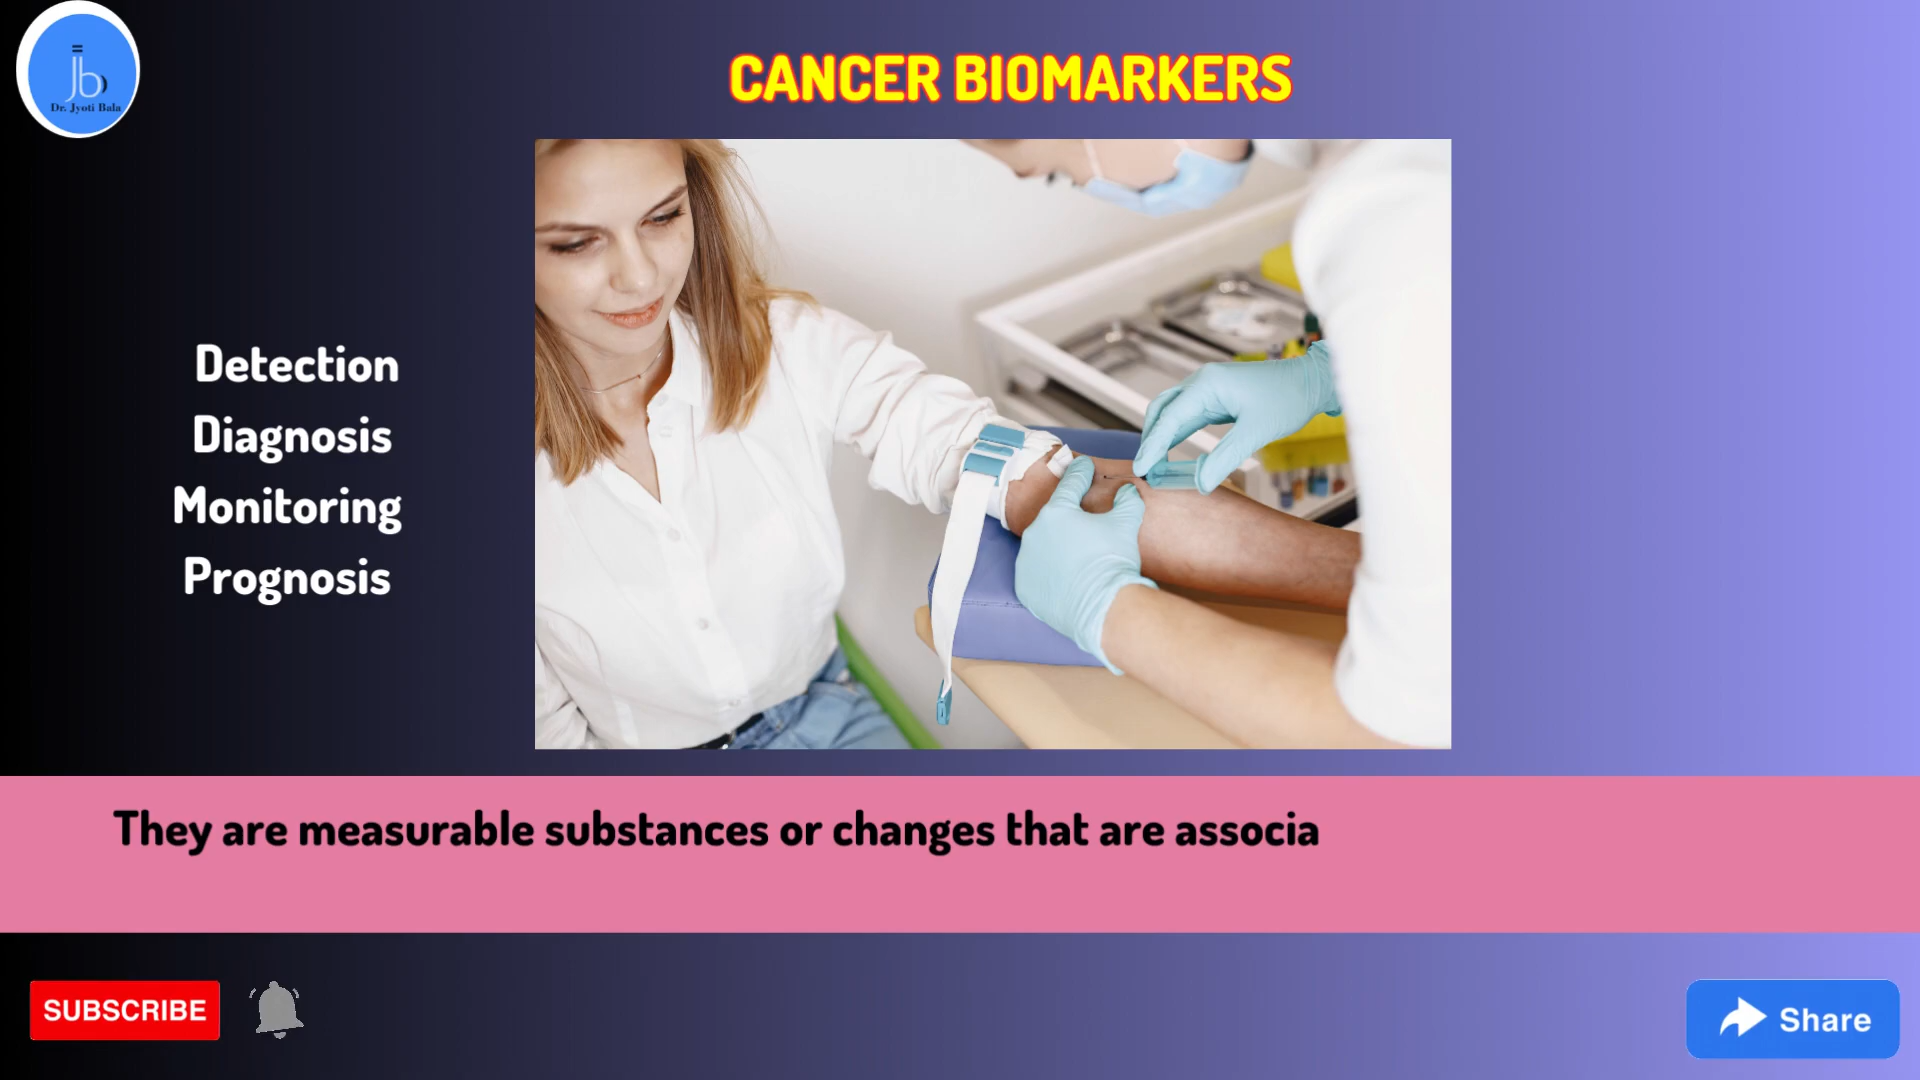 jb
Dr. Jyoti Bala
CANCER BIOMARKERS
Detection
Diagnosis
Monitoring
Prognosis
They are measurable substances or changes that are associa
SUBSCRIBE
Share